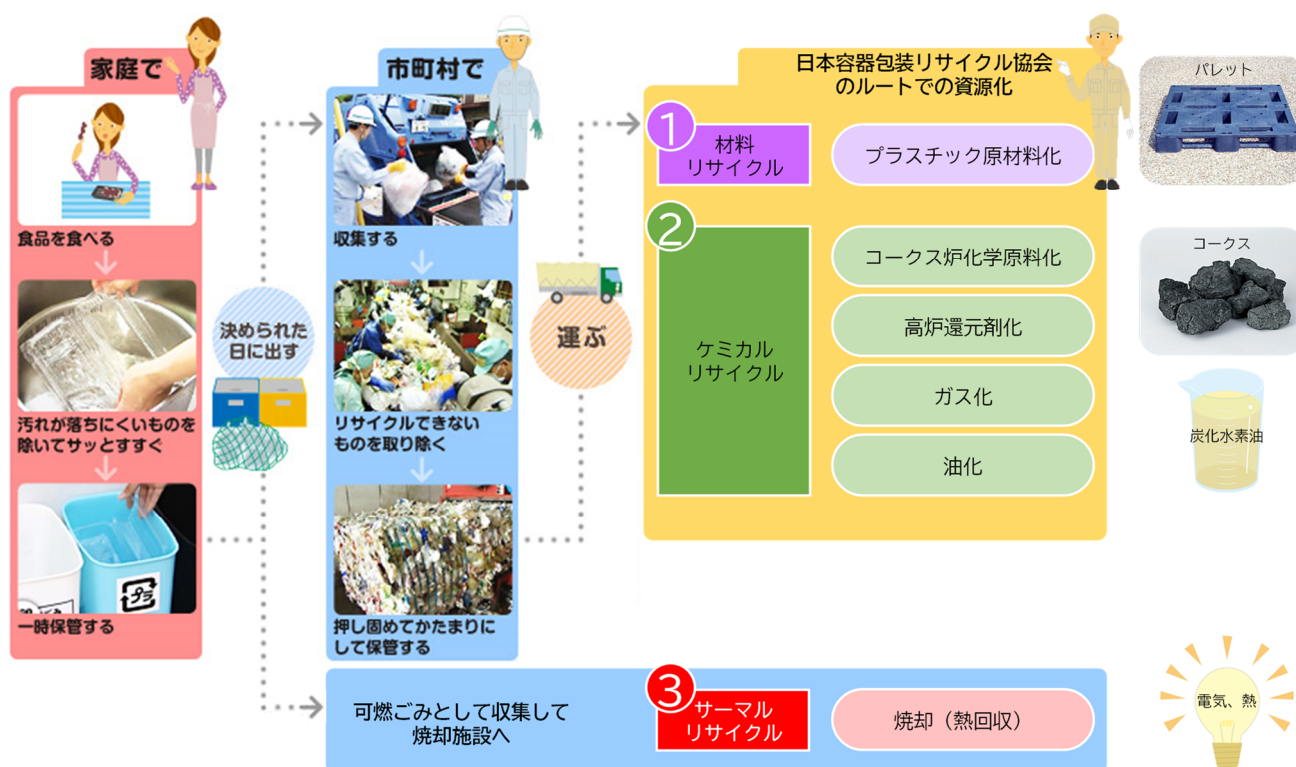 家庭で
食品を食べる
汚れが落ちにくいものを
除いてサッとすすぐ
プラ
一時保管する
決められた
日に出す
市町村で
収集する
リサイクルできない
ものを取り除く
押し固めてかたまりに
して保管する
運ぶ
日本容器包装リサイクル協会
のルートでの資源化
1
材料
リサイクル
プラスチック原材料化
2
ケミカル
リサイクル
コークス炉化学原料化
高炉還元剤化
ガス化
油化
パレット
コークス
炭化水素油
可燃ごみとして収集して
焼却施設へ
3
サーマル
リサイクル
焼却（熱回収）
電気、熱